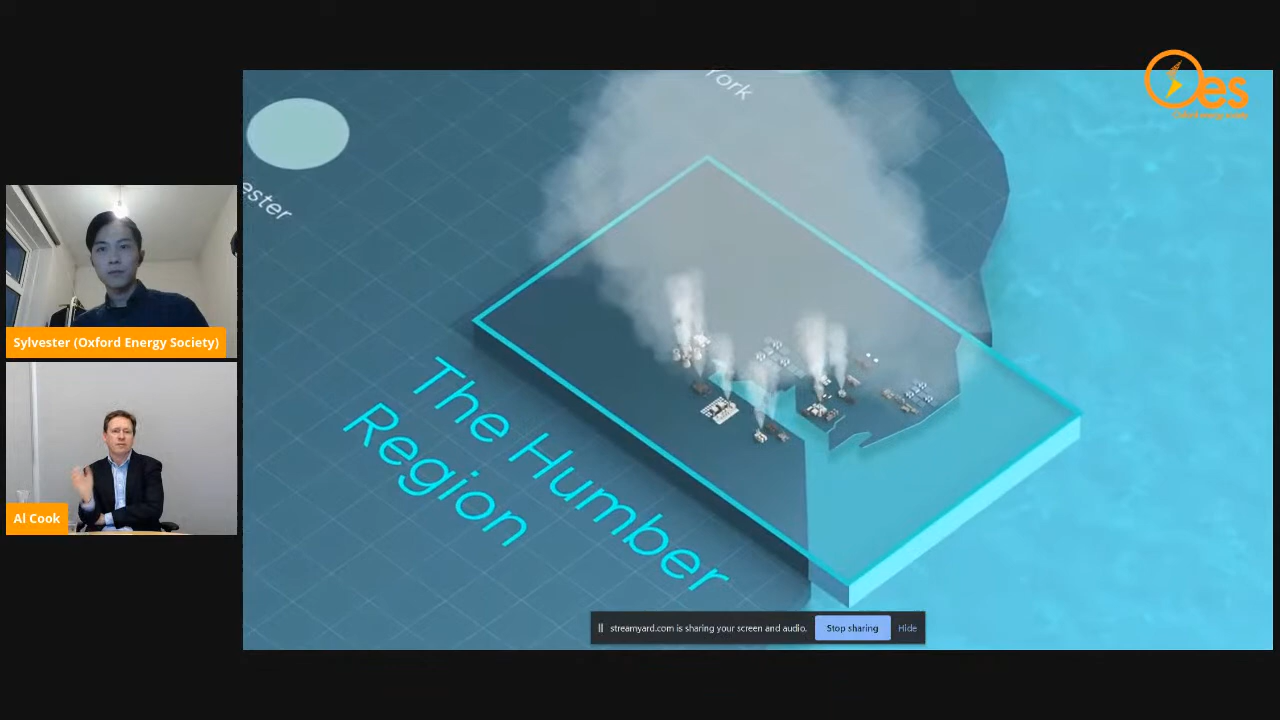 es
ork
ester
The Humber
Region
Sylvester (Oxford Energy Society)
Al Cook
streamyard.com is sharing your screen and audio.
Stop sharing
Hide